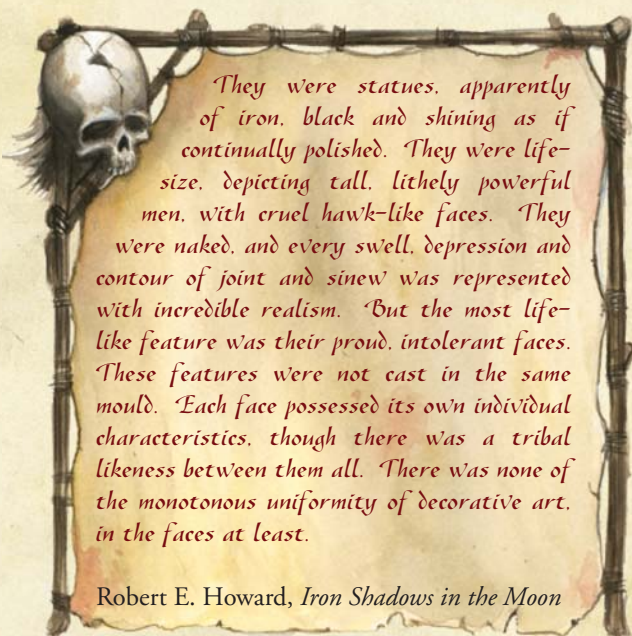 They were statues, apparently
of iron, black and shining as if
continually polished. They were life-
size, depicting tall, lithely powerful
men, with cruel hawk-like faces. They
were naked, and every swell, depression and
contour of joint and sinew was represented
with incredible realism. But the most life-
like feature was their proud, intolerant faces.
These features were not cast in the same
mould. Each face possessed its own individual
characteristics, though there was a tribal
likeness between them all. There was none of
the monotonous uniformity of decorative art,
in the faces at least.
Robert E. Howard, Iron Shadows in the Moon